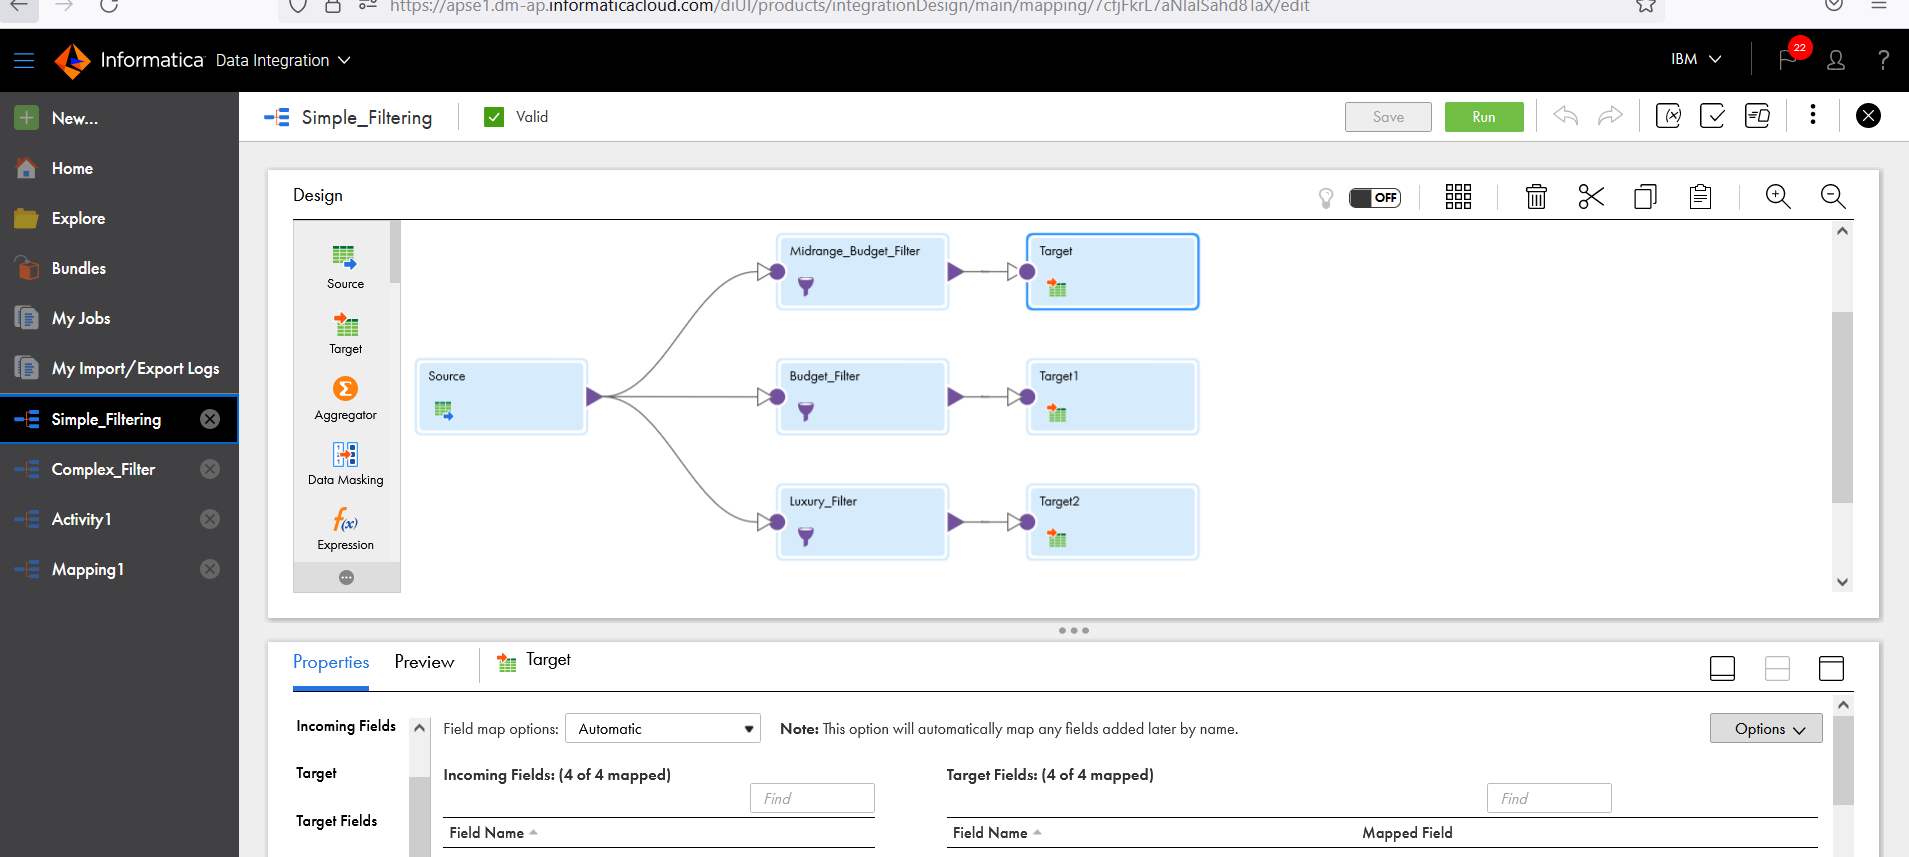 https://apse1.dm-ap.informaticacloud.com/diUI/products/integrationDesign/main/mapping/7cfjFkrL7aNlalSahd81aX/edit
Informatica Data Integration
IBM
22
?
New...
Home
Explore
Bundles
My Jobs
My Import/Export Logs
Simple_Filtering
Complex_Filter
Activity1
Mapping1
Simple_Filtering
Valid
Save
Run
Design
OFF
Source
Target
Aggregator
Data Masking
f(x)
Expression
Source
Midrange_Budget_Filter
Target
Budget_Filter
Target1
Luxury_Filter
Target2
Properties
Preview
Target
Incoming Fields
Target
Target Fields
Field map options:
Automatic
Note: This option will automatically map any fields added later by name.
Options
Incoming Fields: (4 of 4 mapped)
Find
Field Name
Target Fields: (4 of 4 mapped)
Find
Field Name
Mapped Field